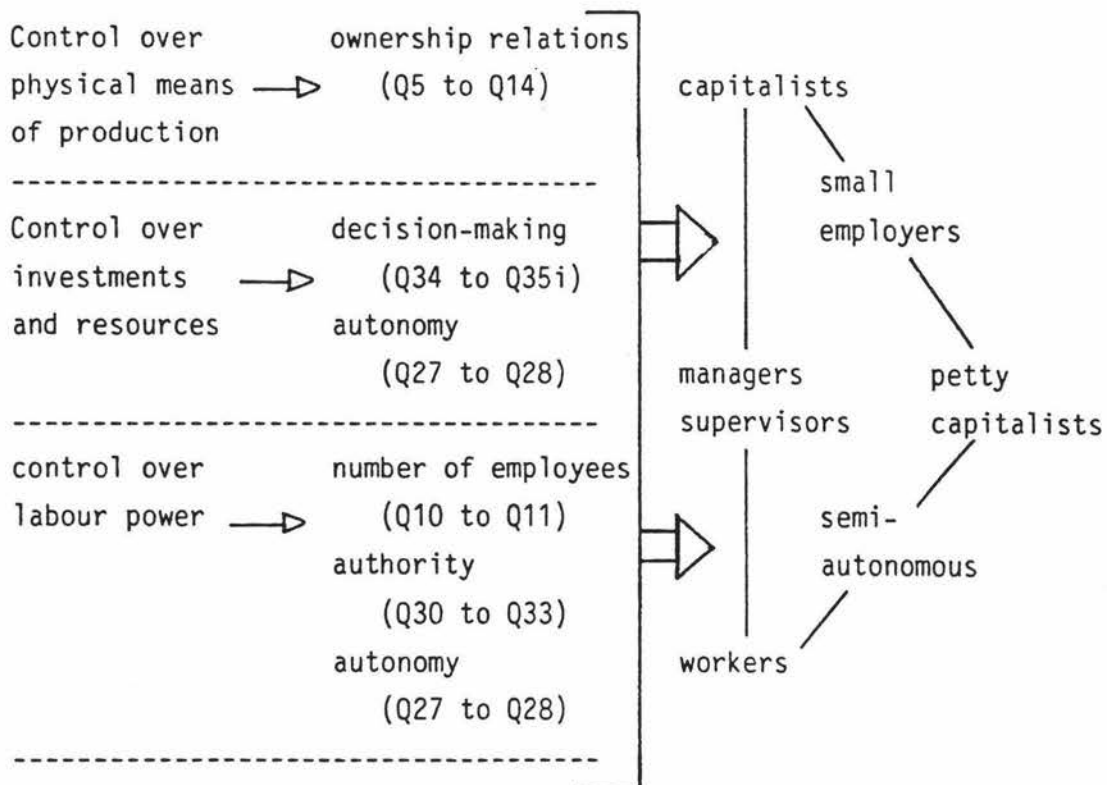 Control over
physical means
of production
ownership relations
(Q5 to Q14)
Control over
investments
and resources
decision-making
(Q34 to Q35i)
autonomy
(Q27 to Q28)
control over
labour power
number of employees
(Q10 to Q11)
authority
(Q30 to Q33)
autonomy
(Q27 to Q28)
capitalists
small
employers
managers
supervisors
petty
capitalists
semi-
autonomous
workers